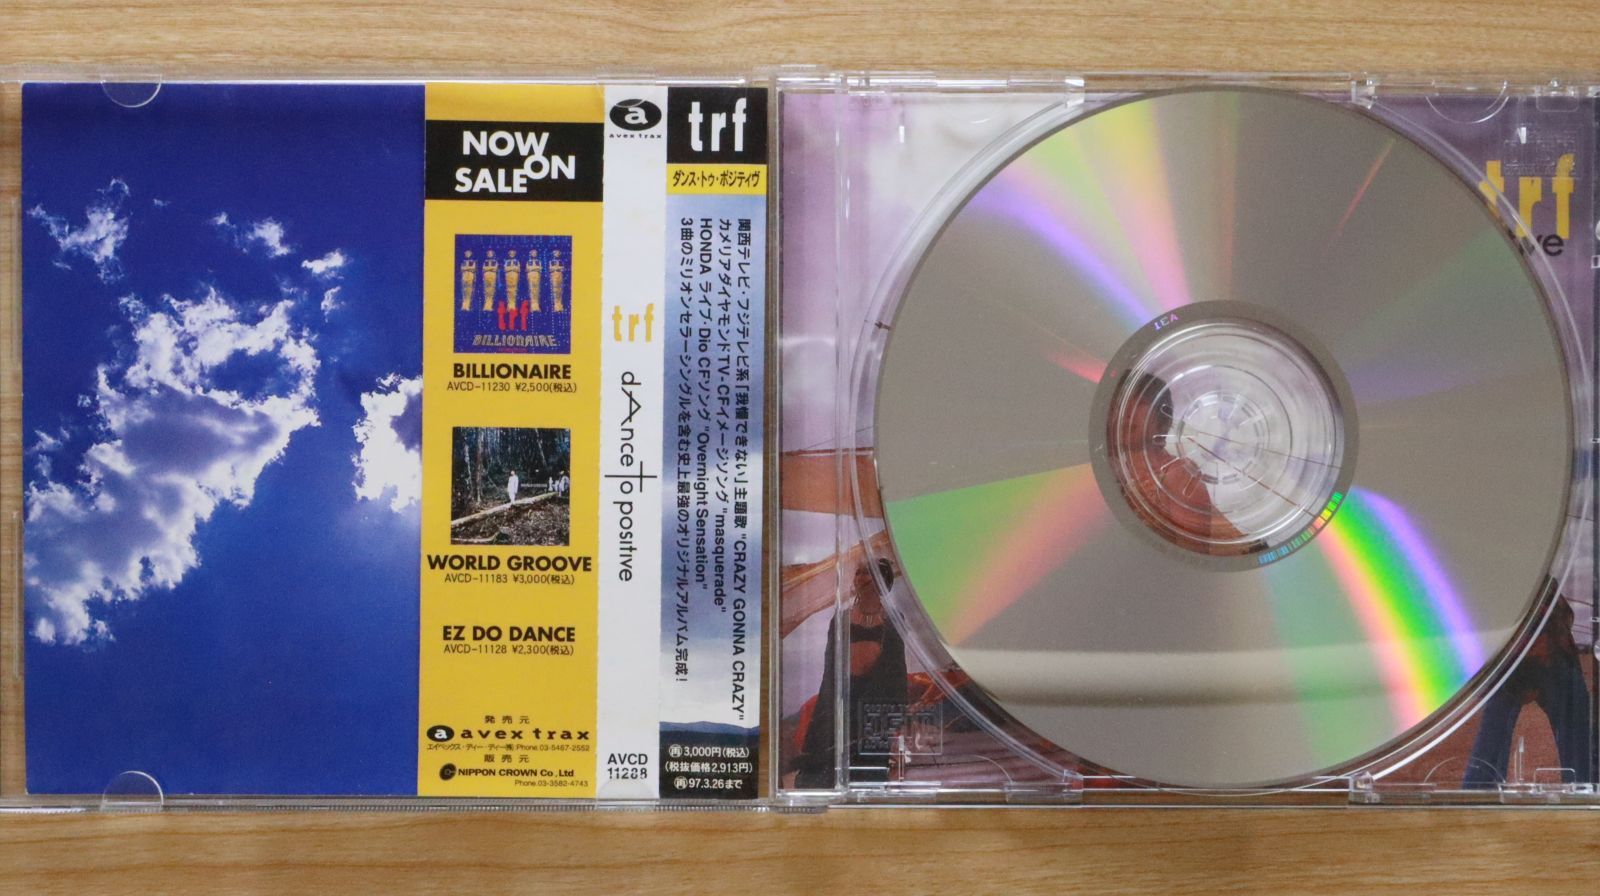 NOW
ON
SALE
trf
BILLIONAIRE
BILLIONAIRE
AVCD-11230 ¥2,500(税込)
WORLD GROOVE
AVCD-11183 ¥3,000(税込)
EZ DO DANCE
AVCD-11128 ¥2,300(税込)
発売元
a avex trax
エイベックス・ディー・ディー(株):Phone.03-5467-2552
販売元
NIPPON CROWN Co.,Ltd
Phone.03-3582-4743
a
avex trax
trf
dAnce To positive
AVCD
11288
trf
ダンス・トゥ・ポジティヴ
関西テレビ・フジテレビ系「我慢できない」主題歌 "CRAZY GONNA CRAZY"
カメリアダイヤモンドTV-CFイメージソング "masquerade"
HONDA ライブ・Dio CFソング "Overnight Sensation"
3曲のミリオンセラーシングルを含む史上最強のオリジナルアルバム完成!
再3,000円(税込)
(税抜価格2,913円)
再97.3.26まで
trf
ive